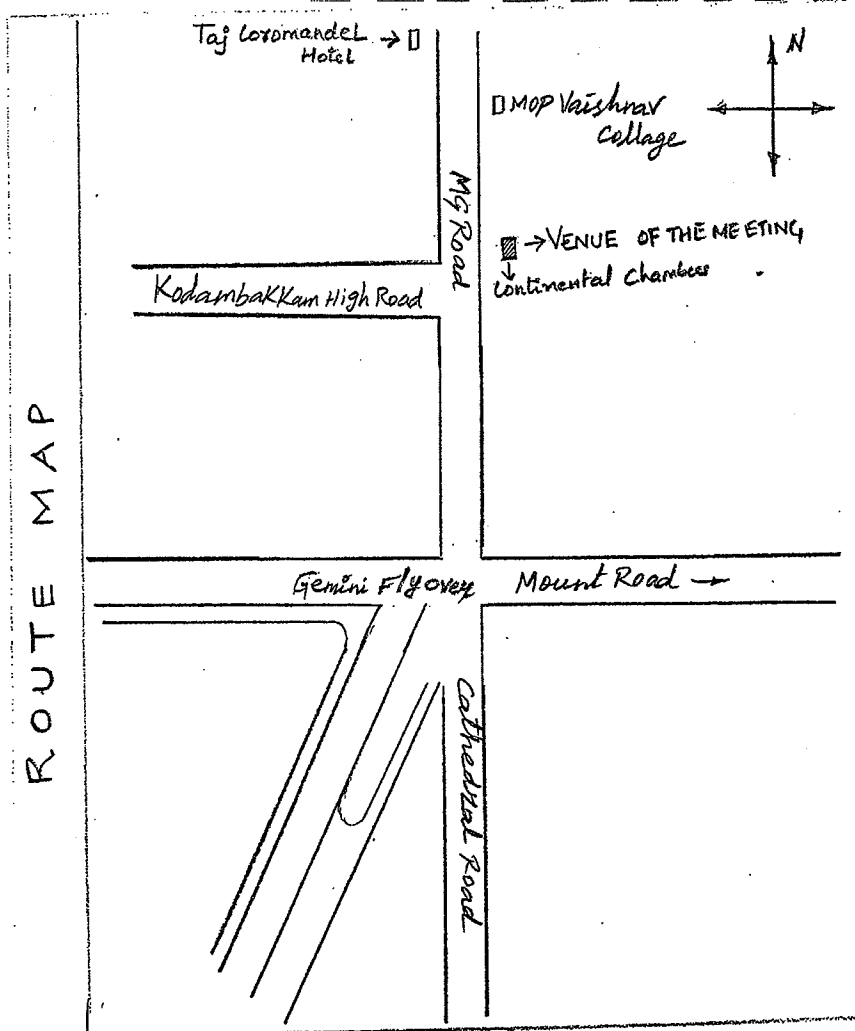 Taj Coromandel →
Hotel
N
MOP Vaishnav
Collage
MG Road
→ VENUE OF THE MEETING
Continental Chambers
Kodambakkam High Road
ROUTE MAP
Gemini Flyover Mount Road →
Cathedral Road